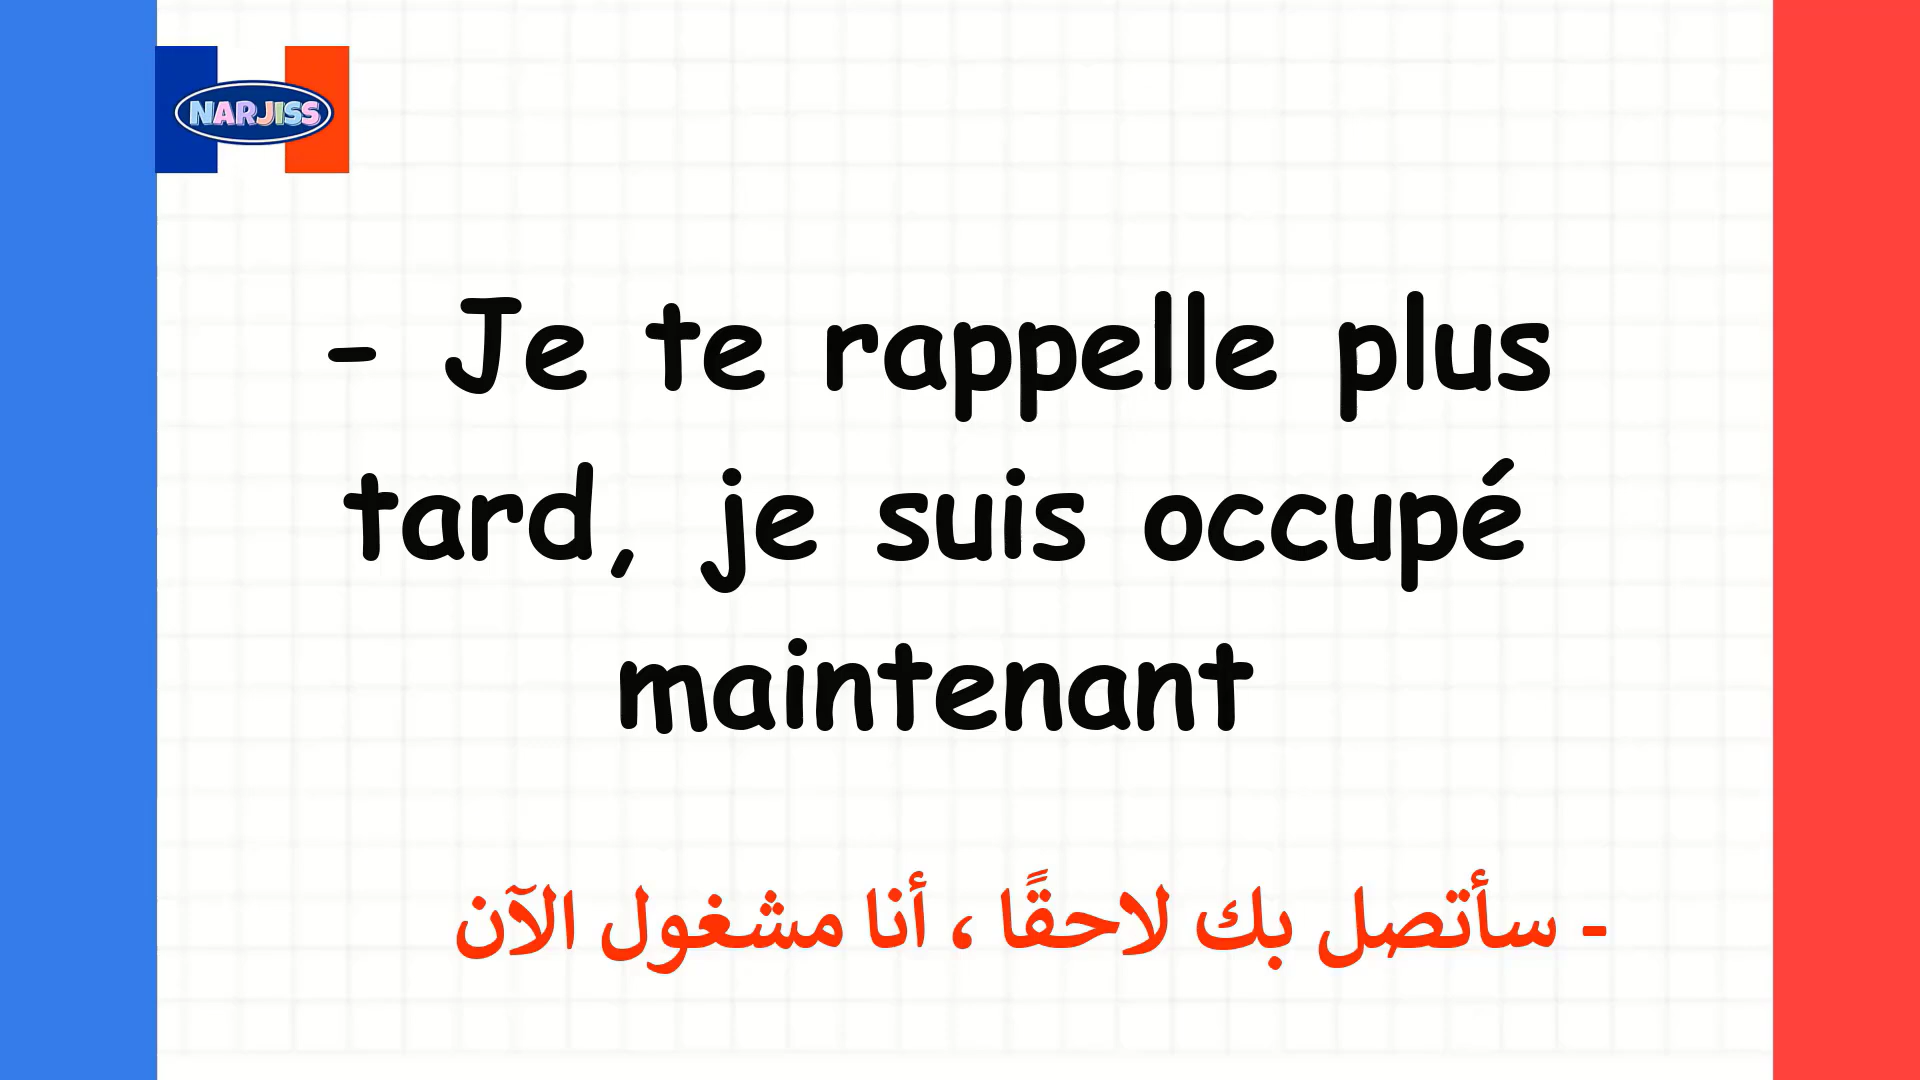 NARJISS
- Je te rappelle plus
tard, je suis occupé
maintenant
- سأتصل بك لاحقًا ، أنا مشغول الآن